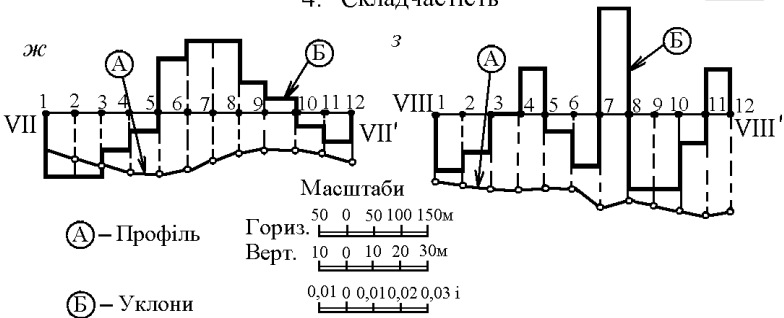 4. Складчастість
ж
А
Б
1 2 3 4 5 6 7 8 9 10 11 12
VII VII'
з
А
Б
VIII 1 2 3 4 5 6 7 8 9 10 11 12
VIII'
Масштаби
А – Профіль
Гориз. 50 0 50 100 150м
Верт. 10 0 10 20 30м
Б – Уклони
0,01 0 0,01 0,02 0,03 і